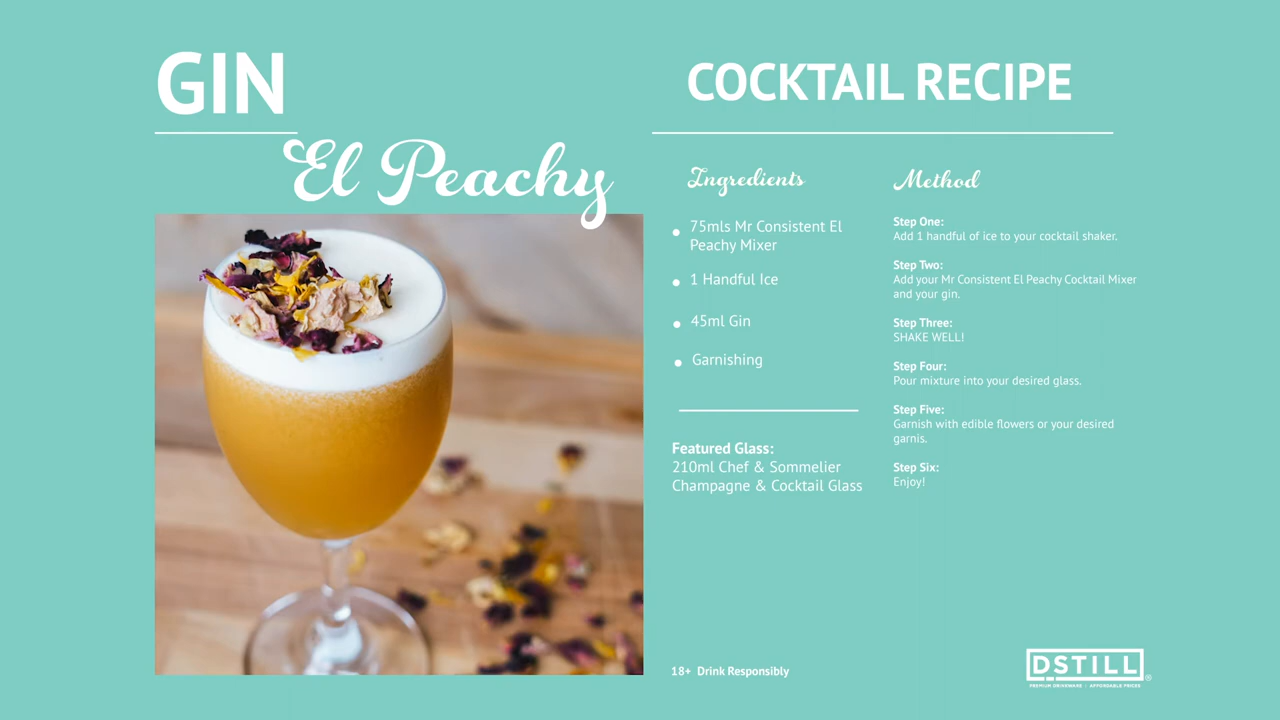 GIN
El Peachy
COCKTAIL RECIPE
Ingredients
• 75mls Mr Consistent El
Peachy Mixer
• 1 Handful Ice
• 45ml Gin
• Garnishing
Featured Glass:
210ml Chef & Sommelier
Champagne & Cocktail Glass
Method
Step One:
Add 1 handful of ice to your cocktail shaker.
Step Two:
Add your Mr Consistent El Peachy Cocktail Mixer
and your gin.
Step Three:
SHAKE WELL!
Step Four:
Pour mixture into your desired glass.
Step Five:
Garnish with edible flowers or your desired
garnis.
Step Six:
Enjoy!
18+ Drink Responsibly
DSTILL®
PREMIUM DRINKWARE - AFFORDABLE PRICES